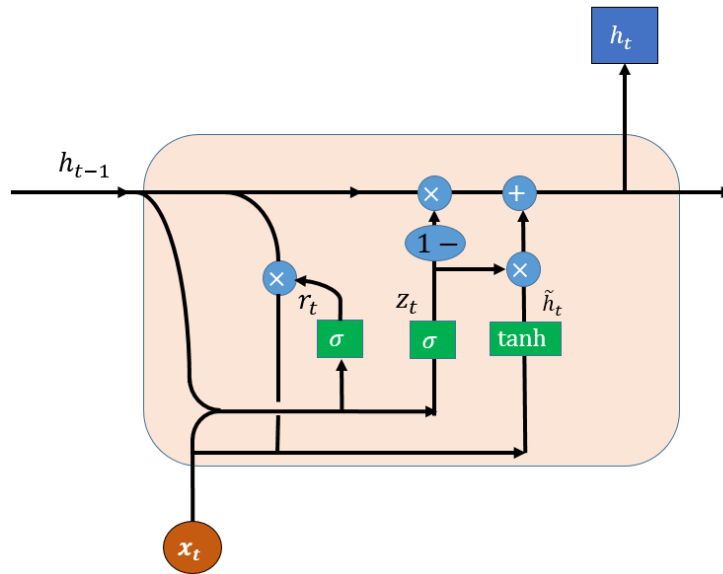 h_t
h_{t-1}
×
+
1 −
×
×
r_t
z_t
h̃_t
σ
σ
tanh
x_t